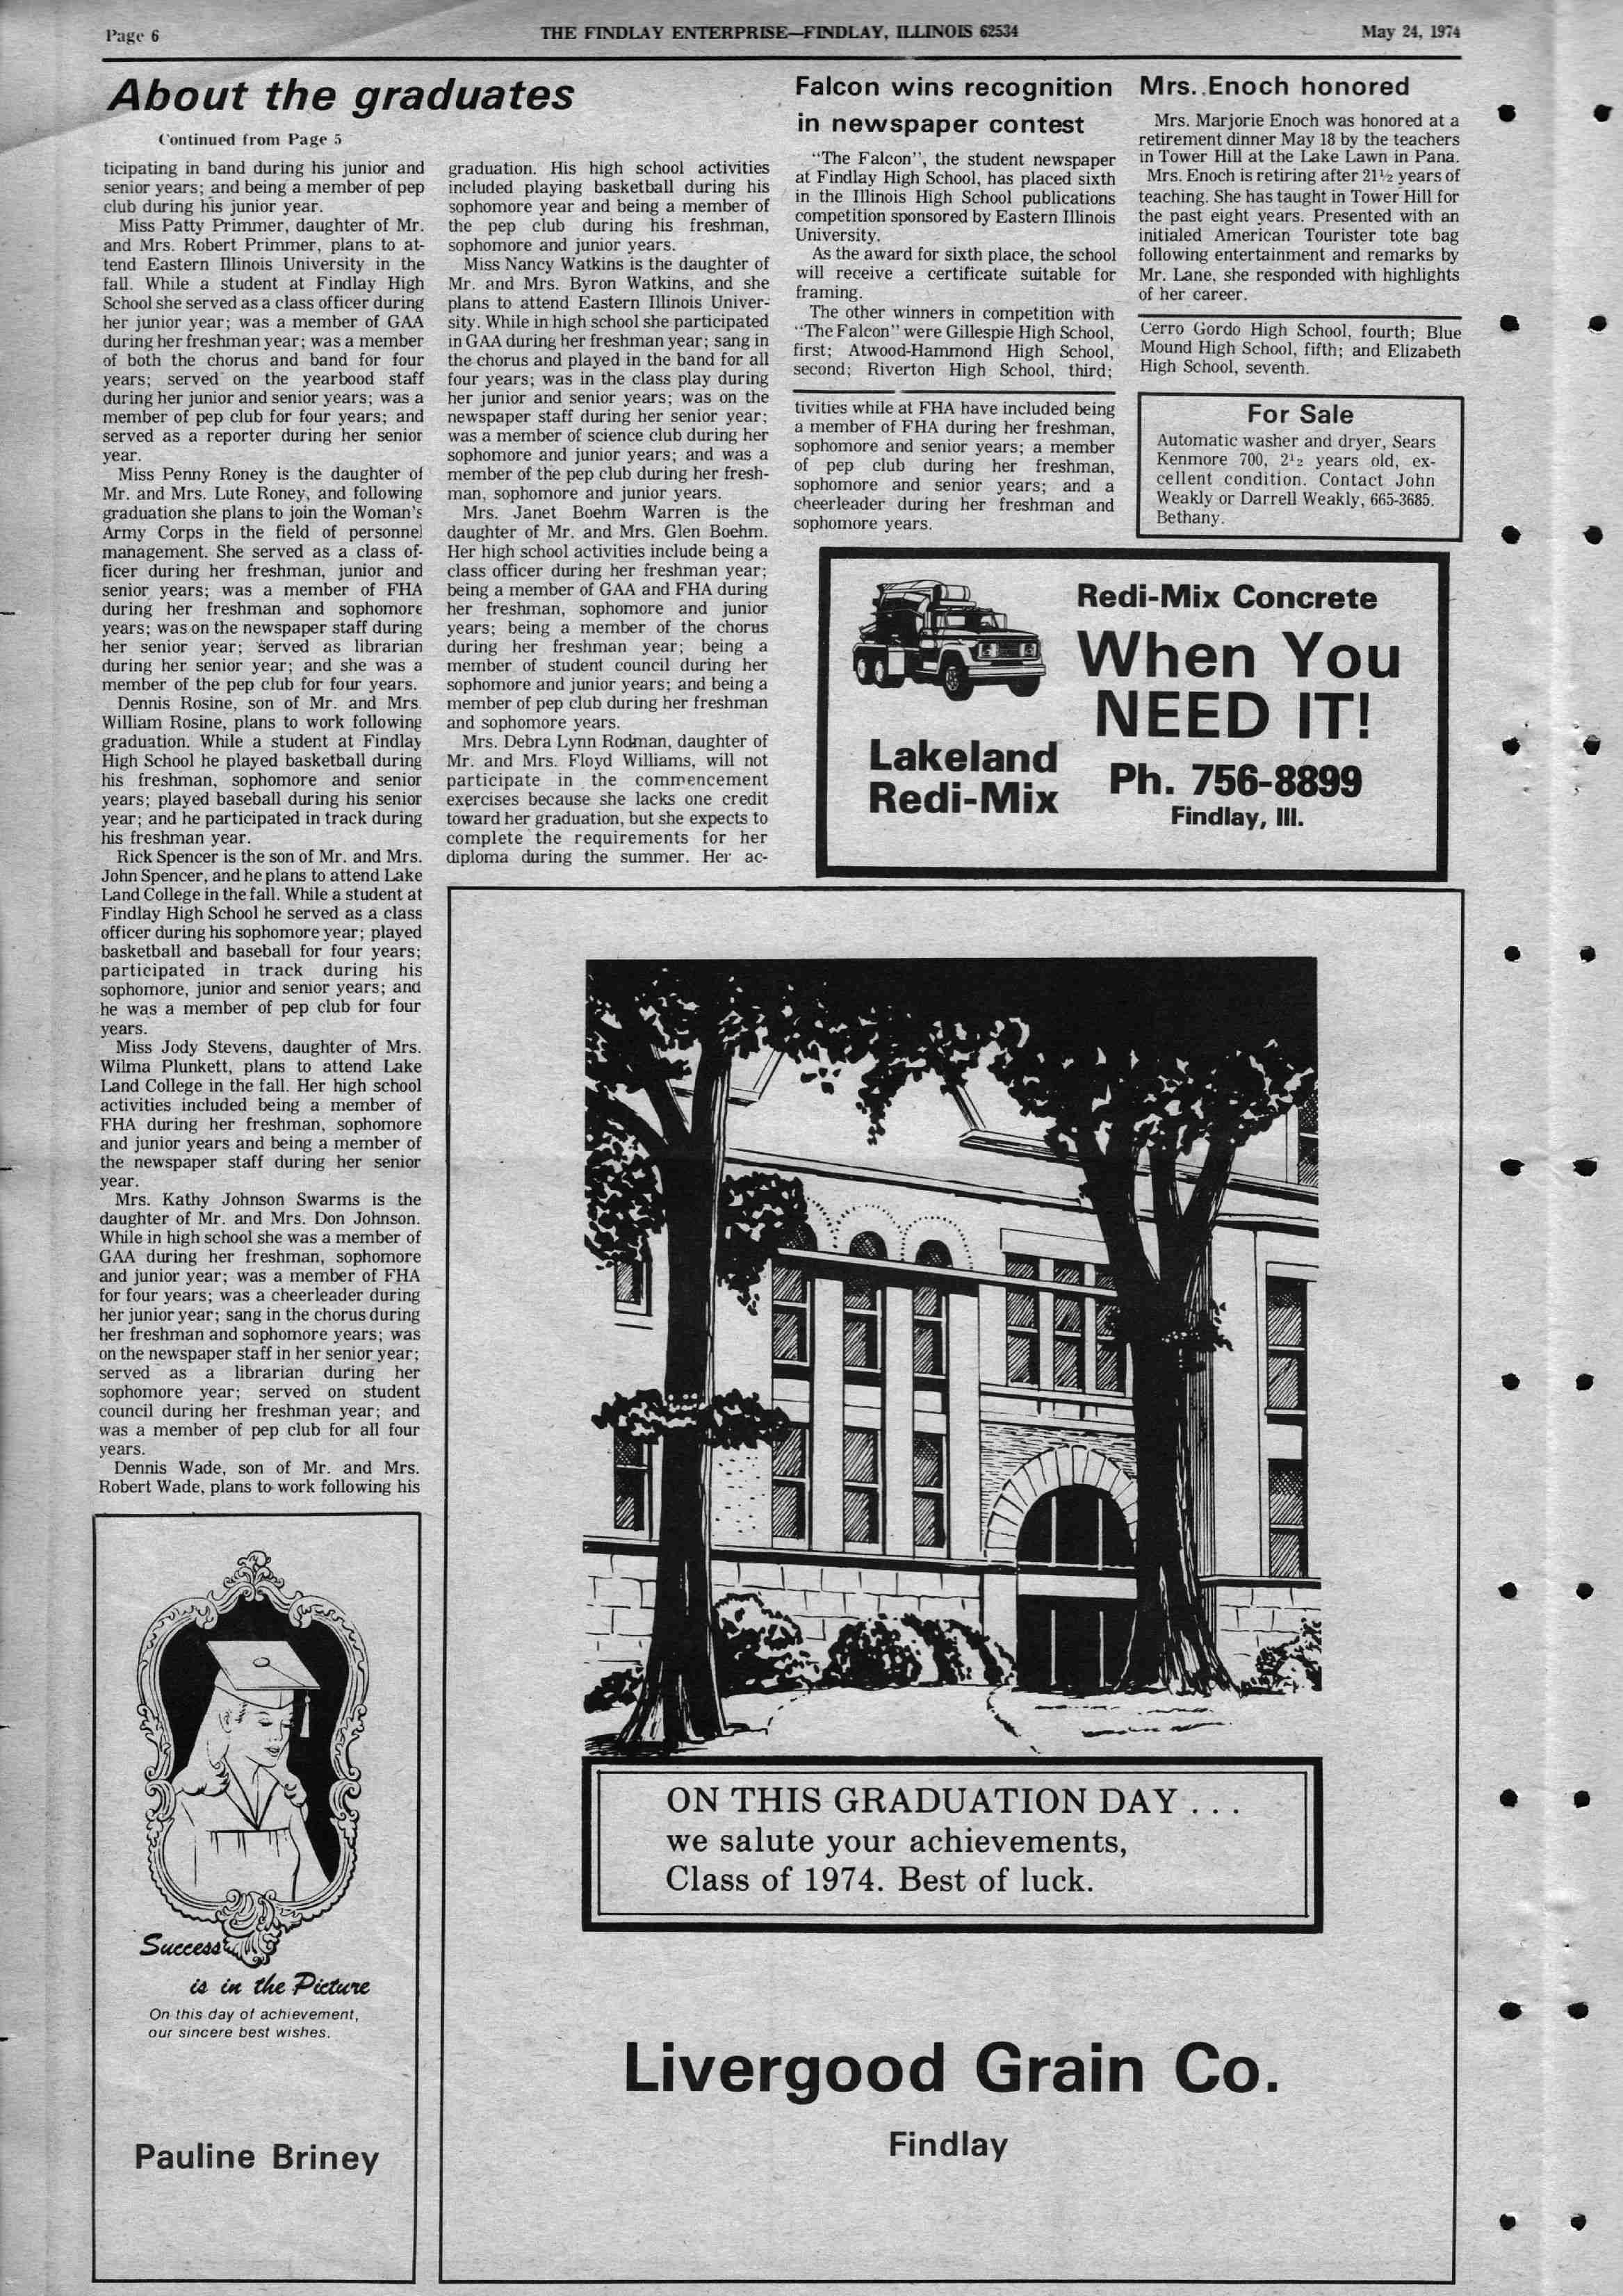 Page 6
THE FINDLAY ENTERPRISE—FINDLAY, ILLINOIS 62534
May 24, 1974
About the graduates
Continued from Page 5
ticipating in band during his junior and
senior years; and being a member of pep
club during his junior year.
Miss Patty Primmer, daughter of Mr.
and Mrs. Robert Primmer, plans to at-
tend Eastern Illinois University in the
fall. While a student at Findlay High
School she served as a class officer during
her junior year; was a member of GAA
during her freshman year; was a member
of both the chorus and band for four
years; served on the yearbood staff
during her junior and senior years; was a
member of pep club for four years; and
served as a reporter during her senior
year.
Miss Penny Roney is the daughter of
Mr. and Mrs. Lute Roney, and following
graduation she plans to join the Woman's
Army Corps in the field of personnel
management. She served as a class of-
ficer during her freshman, junior and
senior years; was a member of FHA
during her freshman and sophomore
years; was on the newspaper staff during
her senior year; served as librarian
during her senior year; and she was a
member of the pep club for four years.
Dennis Rosine, son of Mr. and Mrs.
William Rosine, plans to work following
graduation. While a student at Findlay
High School he played basketball during
his freshman, sophomore and senior
years; played baseball during his senior
year; and he participated in track during
his freshman year.
Rick Spencer is the son of Mr. and Mrs.
John Spencer, and he plans to attend Lake
Land College in the fall. While a student at
Findlay High School he served as a class
officer during his sophomore year; played
basketball and baseball for four years;
participated in track during his
sophomore, junior and senior years; and
he was a member of pep club for four
years.
Miss Jody Stevens, daughter of Mrs.
Wilma Plunkett, plans to attend Lake
Land College in the fall. Her high school
activities included being a member of
FHA during her freshman, sophomore
and junior years and being a member of
the newspaper staff during her senior
year.
Mrs. Kathy Johnson Swarms is the
daughter of Mr. and Mrs. Don Johnson.
While in high school she was a member of
GAA during her freshman, sophomore
and junior year; was a member of FHA
for four years; was a cheerleader during
her junior year; sang in the chorus during
her freshman and sophomore years; was
on the newspaper staff in her senior year;
served as a librarian during her
sophomore year; served on student
council during her freshman year; and
was a member of pep club for all four
years.
Dennis Wade, son of Mr. and Mrs.
Robert Wade, plans to work following his
graduation. His high school activities
included playing basketball during his
sophomore year and being a member of
the pep club during his freshman,
sophomore and junior years.
Miss Nancy Watkins is the daughter of
Mr. and Mrs. Byron Watkins, and she
plans to attend Eastern Illinois Univer-
sity. While in high school she participated
in GAA during her freshman year; sang in
the chorus and played in the band for all
four years; was in the class play during
her junior and senior years; was on the
newspaper staff during her senior year;
was a member of science club during her
sophomore and junior years; and was a
member of the pep club during her fresh-
man, sophomore and junior years.
Mrs. Janet Boehm Warren is the
daughter of Mr. and Mrs. Glen Boehm.
Her high school activities include being a
class officer during her freshman year;
being a member of GAA and FHA during
her freshman, sophomore and junior
years; being a member of the chorus
during her freshman year; being a
member of student council during her
sophomore and junior years; and being a
member of pep club during her freshman
and sophomore years.
Mrs. Debra Lynn Rodman, daughter of
Mr. and Mrs. Floyd Williams, will not
participate in the commencement
exercises because she lacks one credit
toward her graduation, but she expects to
complete the requirements for her
diploma during the summer. Her ac-
tivities while at FHA have included being
a member of FHA during her freshman,
sophomore and senior years; a member
of pep club during her freshman,
sophomore and senior years; and a
cheerleader during her freshman and
sophomore years.
Falcon wins recognition
in newspaper contest
"The Falcon", the student newspaper
at Findlay High School, has placed sixth
in the Illinois High School publications
competition sponsored by Eastern Illinois
University.
As the award for sixth place, the school
will receive a certificate suitable for
framing.
The other winners in competition with
"The Falcon" were Gillespie High School,
first; Atwood-Hammond High School,
second; Riverton High School, third;
Cerro Gordo High School, fourth; Blue
Mound High School, fifth; and Elizabeth
High School, seventh.
Mrs. Enoch honored
Mrs. Marjorie Enoch was honored at a
retirement dinner May 18 by the teachers
in Tower Hill at the Lake Lawn in Pana.
Mrs. Enoch is retiring after 21½ years of
teaching. She has taught in Tower Hill for
the past eight years. Presented with an
initialed American Tourister tote bag
following entertainment and remarks by
Mr. Lane, she responded with highlights
of her career.
For Sale
Automatic washer and dryer, Sears
Kenmore 700, 2½ years old, ex-
cellent condition. Contact John
Weakly or Darrell Weakly, 665-3685.
Bethany.
Redi-Mix Concrete
When You
NEED IT!
Lakeland
Redi-Mix
Ph. 756-8899
Findlay, Ill.
Success
is in the Picture
On this day of achievement,
our sincere best wishes.
Pauline Briney
ON THIS GRADUATION DAY . . .
we salute your achievements,
Class of 1974. Best of luck.
Livergood Grain Co.
Findlay